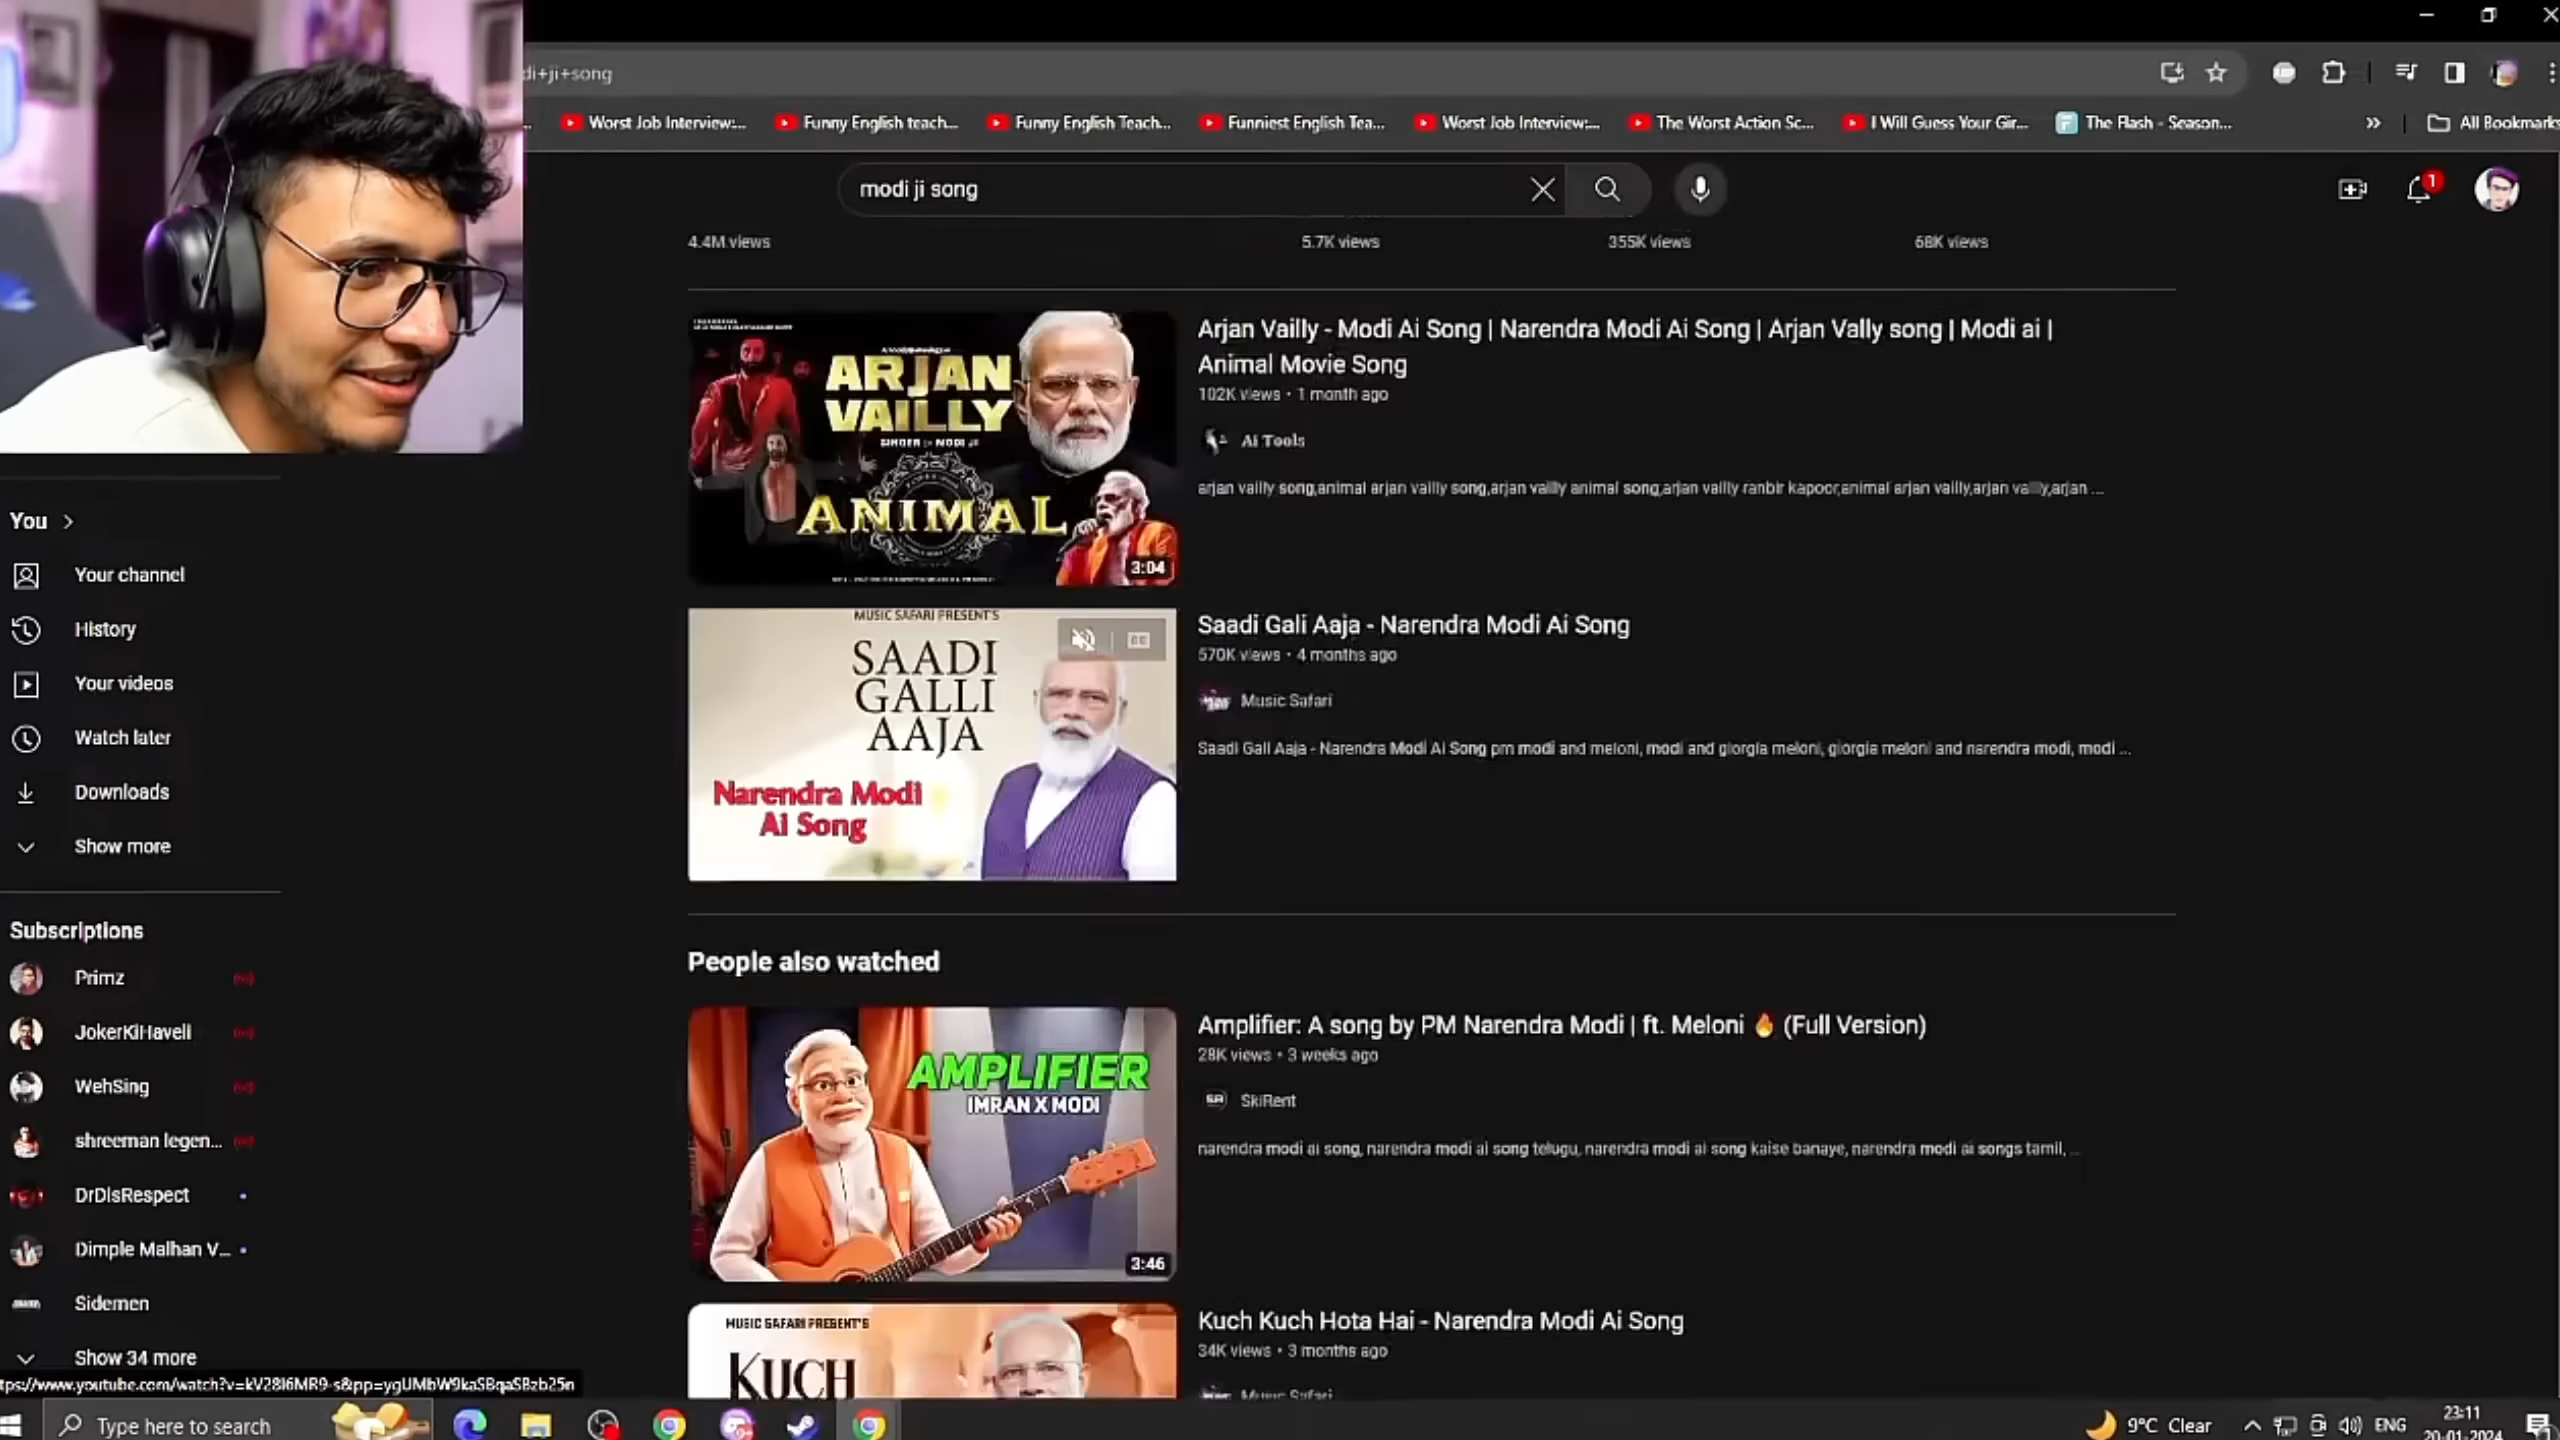 di+ji+song
Worst Job Interview:...
Funny English teach...
Funny English Teach...
Funniest English Tea...
Worst Job Interview:...
The Worst Action Sc...
I Will Guess Your Gir...
The Flash - Season...
All Bookmarks
modi ji song
1
4.4M views
5.7K views
355K views
68K views
ARJAN
VAILLY
SINGER :- MODI JI
ANIMAL
3:04
Arjan Vailly - Modi Ai Song | Narendra Modi Ai Song | Arjan Vally song | Modi ai |
Animal Movie Song
102K views • 1 month ago
Ai Tools
arjan vailly song,animal arjan vailly song,arjan vailly animal song,arjan vailly ranbir kapoor,animal arjan vailly,arjan vailly,arjan ...
You
Your channel
History
Your videos
Watch later
Downloads
Show more
MUSIC SAFARI PRESENT'S
SAADI
GALLI
AAJA
Narendra Modi
Ai Song
Saadi Gali Aaja - Narendra Modi Ai Song
570K views • 4 months ago
Music Safari
Saadi Gali Aaja - Narendra Modi Ai Song pm modi and meloni, modi and giorgia meloni, giorgia meloni and narendra modi, modi ...
Subscriptions
Primz
JokerKiHaveli
WehSing
shreeman legen...
DrDisRespect
Dimple Malhan V...
Sidemen
Show 34 more
People also watched
AMPLIFIER
IMRAN X MODI
3:46
Amplifier: A song by PM Narendra Modi | ft. Meloni 🔥 (Full Version)
28K views • 3 weeks ago
SkiRent
narendra modi ai song, narendra modi ai song telugu, narendra modi ai song kaise banaye, narendra modi ai songs tamil, ...
MUSIC SAFARI PRESENT'S
KUCH
Kuch Kuch Hota Hai - Narendra Modi Ai Song
34K views • 3 months ago
Music Safari
Type here to search
9°C Clear
ENG
23:11
20-01-2024